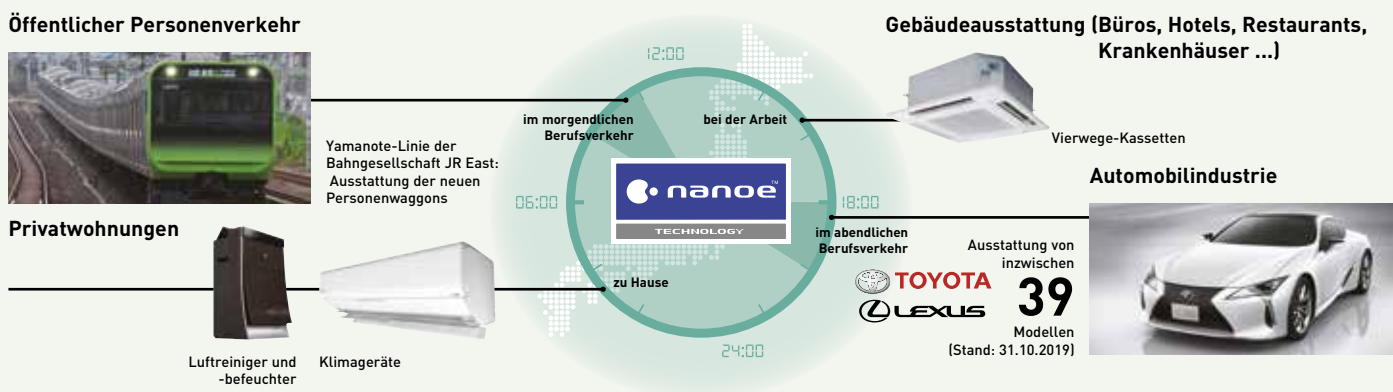 Öffentlicher Personenverkehr
Yamanote-Linie der
Bahngesellschaft JR East:
Ausstattung der neuen
Personenwaggons
Privatwohnungen
Luftreiniger und
-befeuchter
Klimageräte
12:00
im morgendlichen
Berufsverkehr
bei der Arbeit
06:00
nanoe™
TECHNOLOGY
18:00
im abendlichen
Berufsverkehr
zu Hause
24:00
Gebäudeausstattung (Büros, Hotels, Restaurants,
Krankenhäuser ...)
Vierwege-Kassetten
Automobilindustrie
Ausstattung von
inzwischen
TOYOTA
LEXUS
39
Modellen
(Stand: 31.10.2019)